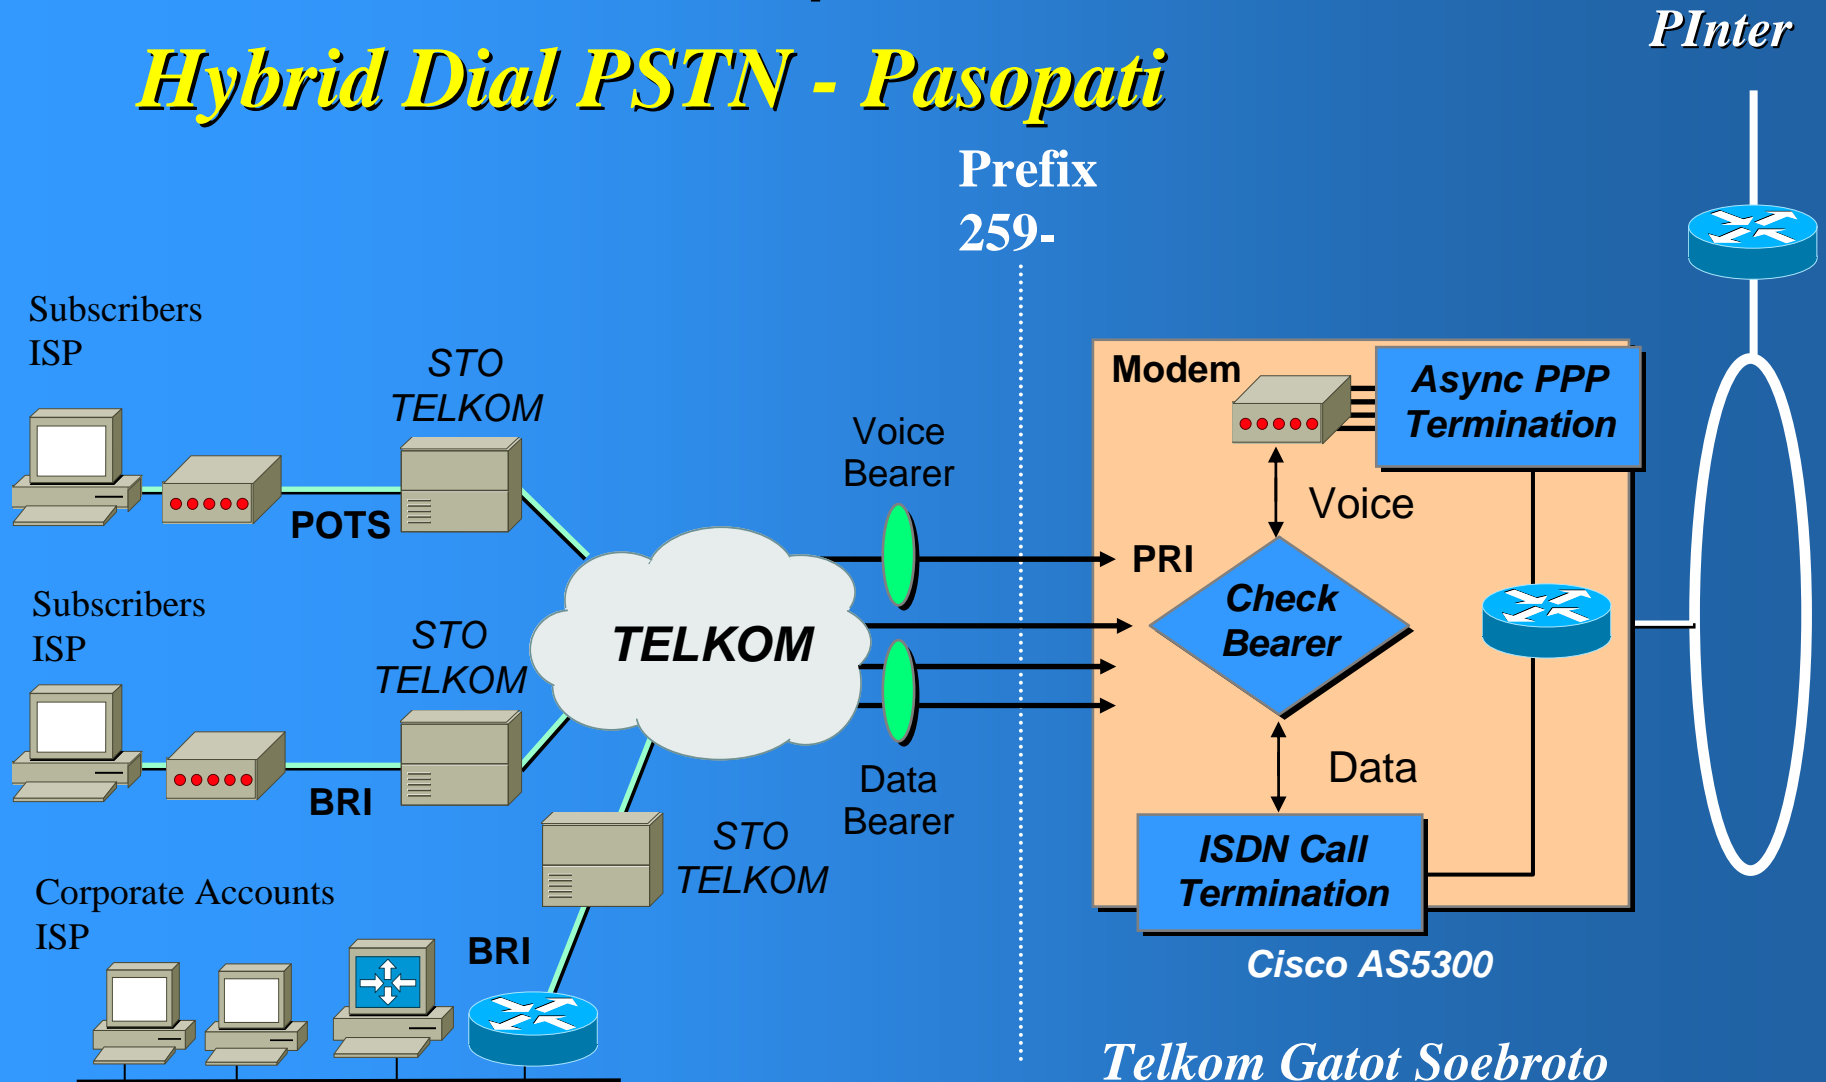 PInter
Hybrid Dial PSTN - Pasopati
Prefix
259-
Subscribers
ISP
STO
TELKOM
POTS
Voice
Bearer
Modem
Async PPP
Termination
Voice
PRI
Check
Bearer
Subscribers
ISP
STO
TELKOM
BRI
TELKOM
Data
Bearer
Data
ISDN Call
Termination
STO
TELKOM
Corporate Accounts
ISP
BRI
Cisco AS5300
Telkom Gatot Soebroto